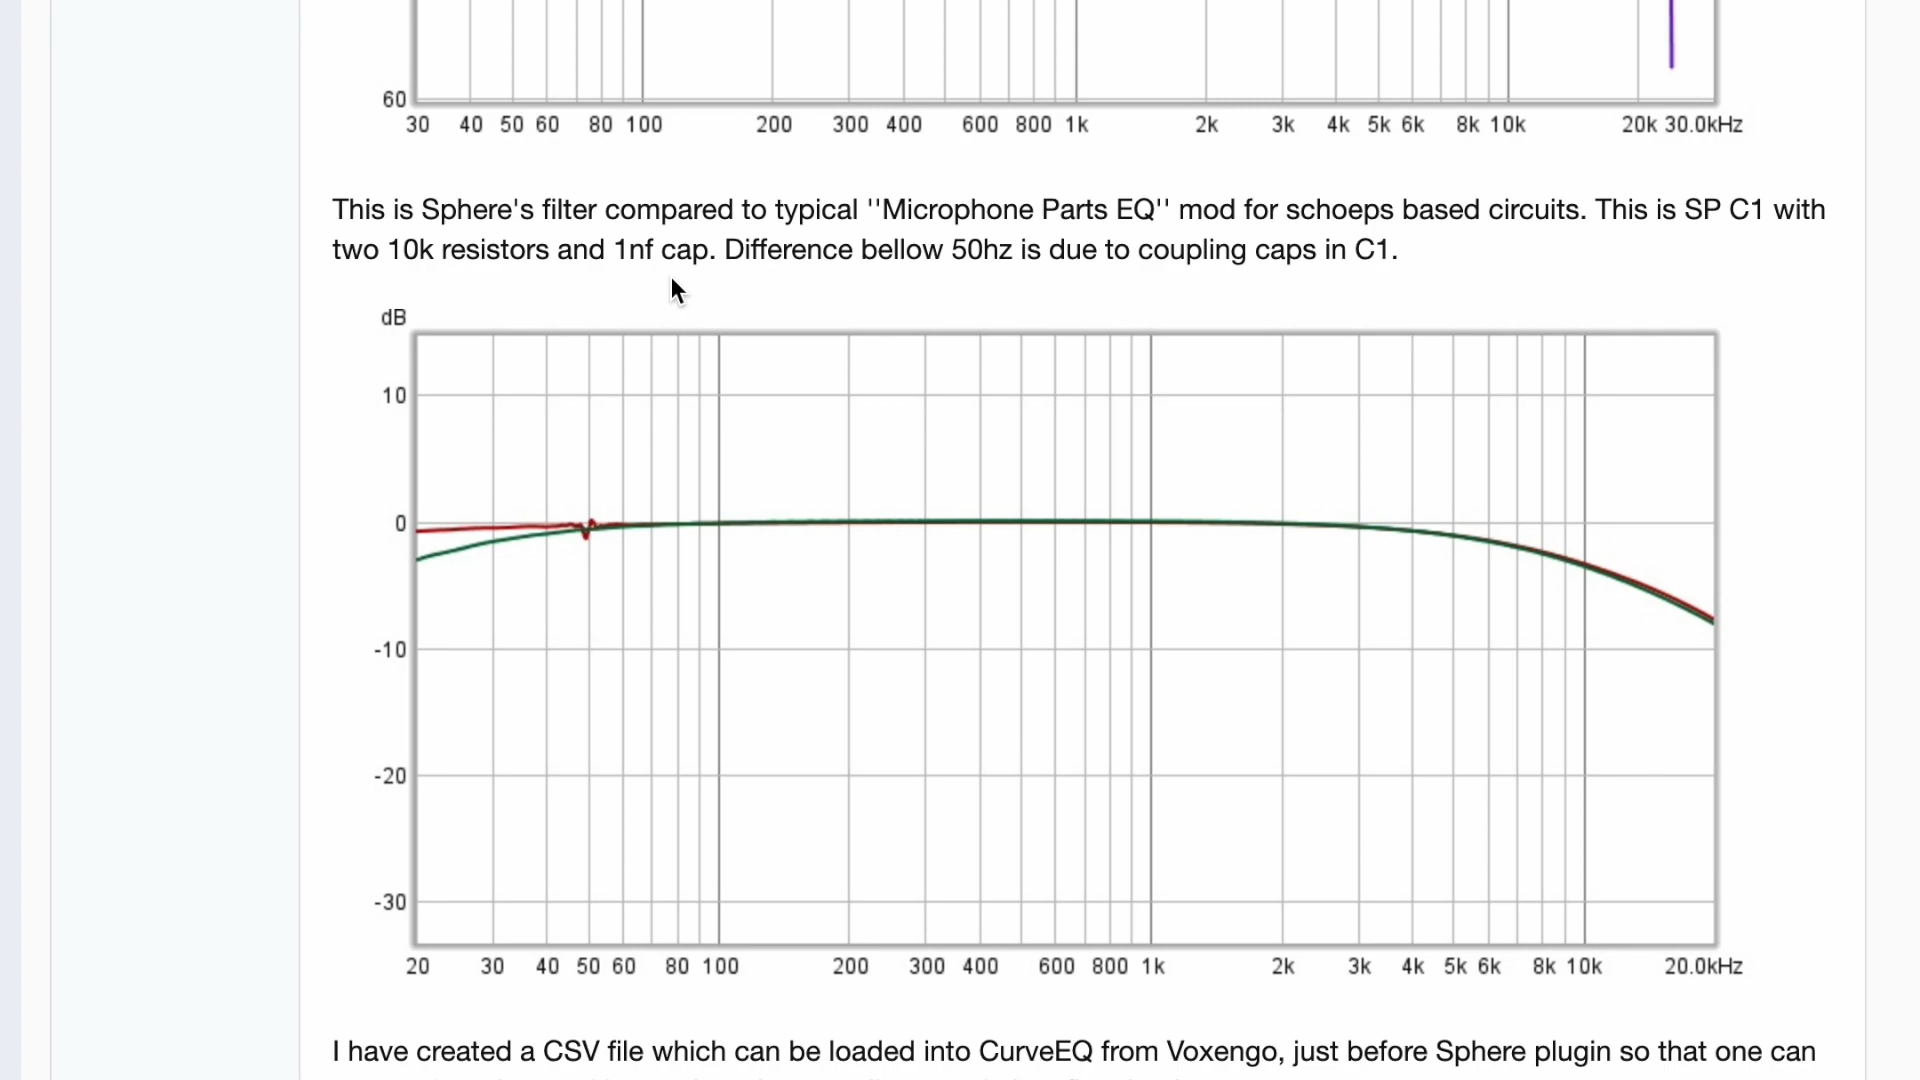 60
30 40 50 60 80 100 200 300 400 600 800 1k 2k 3k 4k 5k 6k 8k 10k 20k 30.0kHz
This is Sphere's filter compared to typical ''Microphone Parts EQ'' mod for schoeps based circuits. This is SP C1 with
two 10k resistors and 1nf cap. Difference bellow 50hz is due to coupling caps in C1.
dB
10
0
-10
-20
-30
20 30 40 50 60 80 100 200 300 400 600 800 1k 2k 3k 4k 5k 6k 8k 10k 20.0kHz
I have created a CSV file which can be loaded into CurveEQ from Voxengo, just before Sphere plugin so that one can